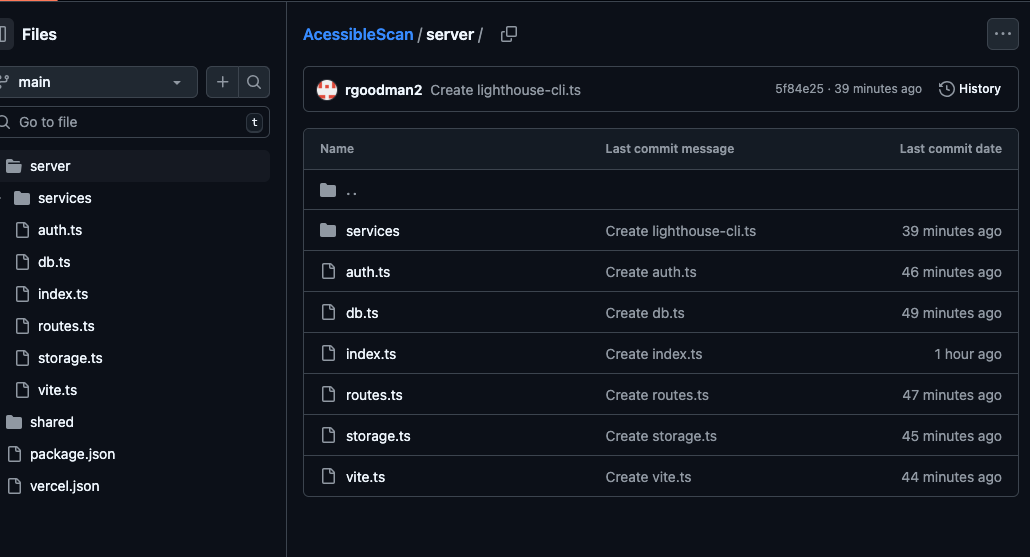 Files
main
Go to file
t
server
services
auth.ts
db.ts
index.ts
routes.ts
storage.ts
vite.ts
shared
package.json
vercel.json
AcessibleScan / server /
rgoodman2 Create lighthouse-cli.ts 5f84e25 · 39 minutes ago History
Name Last commit message Last commit date
..
services Create lighthouse-cli.ts 39 minutes ago
auth.ts Create auth.ts 46 minutes ago
db.ts Create db.ts 49 minutes ago
index.ts Create index.ts 1 hour ago
routes.ts Create routes.ts 47 minutes ago
storage.ts Create storage.ts 45 minutes ago
vite.ts Create vite.ts 44 minutes ago